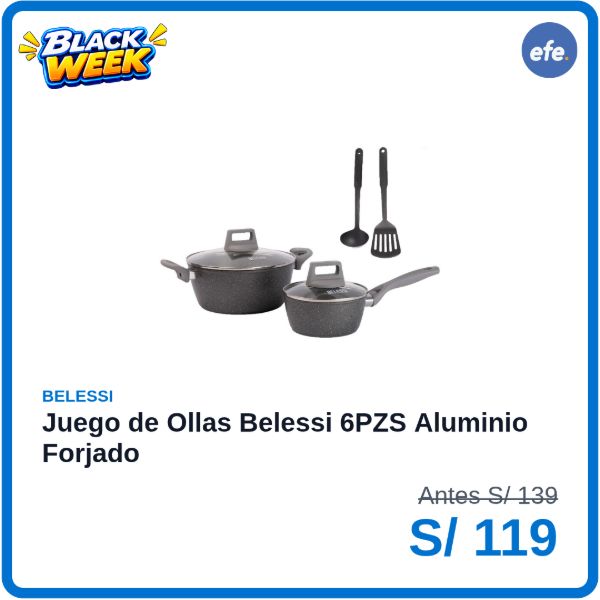 BLACK
WEEK
efe.
BELESSI
Juego de Ollas Belessi 6PZS Aluminio
Forjado
Antes S/ 139
S/ 119